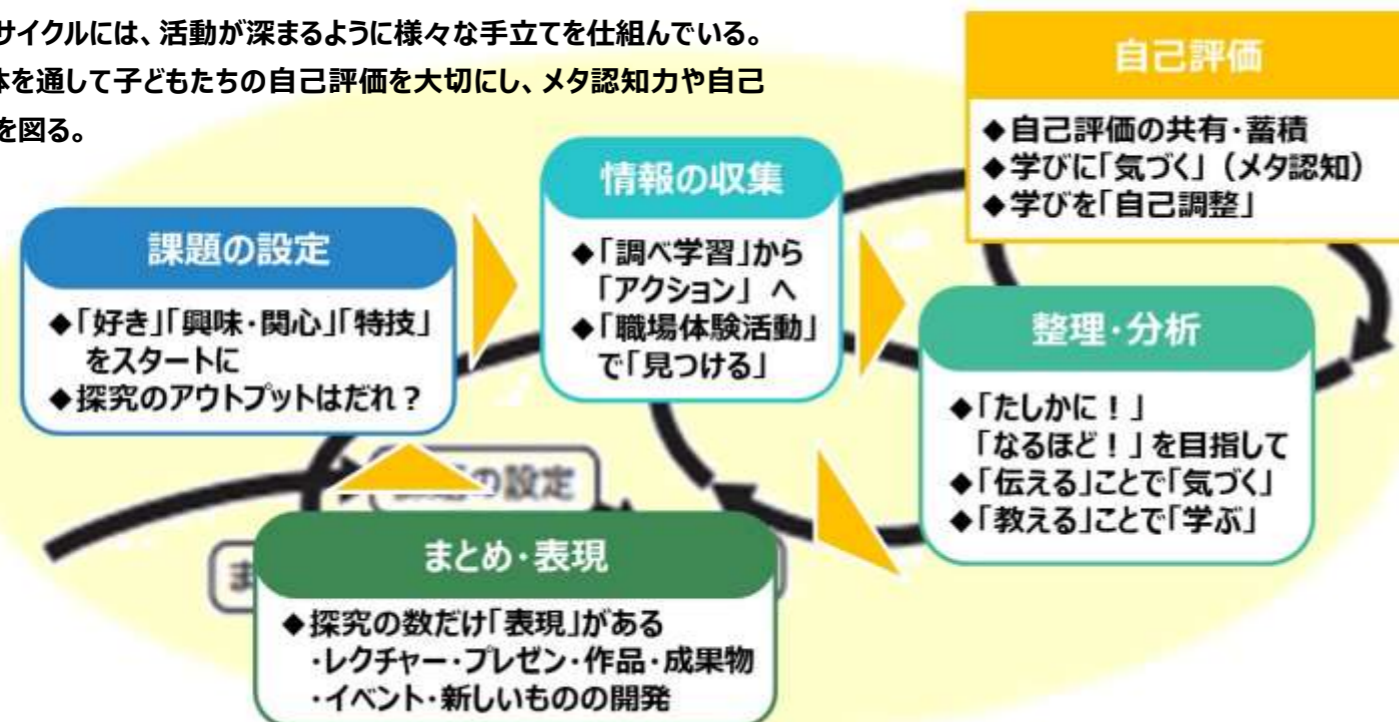 サイクルには、活動が深まるように様々な手立てを仕組んでいる。
体を通して子どもたちの自己評価を大切にし、メタ認知力や自己
を図る。
自己評価
◆自己評価の共有・蓄積
◆学びに「気づく」（メタ認知）
◆学びを「自己調整」
情報の収集
◆「調べ学習」から
「アクション」へ
◆「職場体験活動」
で「見つける」
課題の設定
◆「好き」「興味・関心」「特技」
をスタートに
◆探究のアウトプットはだれ？
整理・分析
◆「たしかに！」
「なるほど！」を目指して
◆「伝える」ことで「気づく」
◆「教える」ことで「学ぶ」
の設定
まとめ・表現
◆探究の数だけ「表現」がある
・レクチャー・プレゼン・作品・成果物
・イベント・新しいものの開発